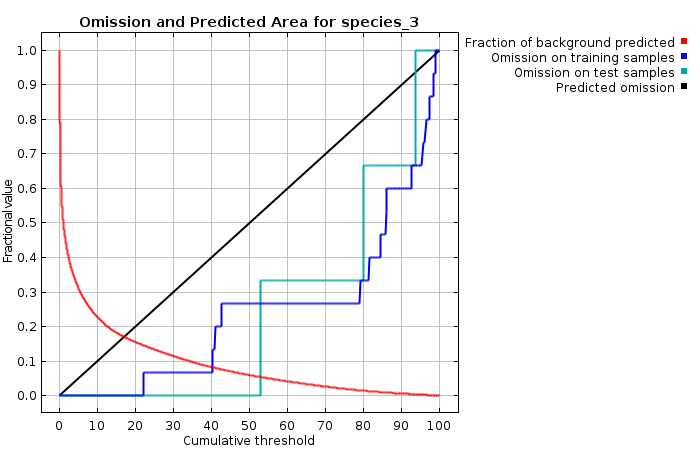 Omission and Predicted Area for species_3
Fraction of background predicted
Omission on training samples
Omission on test samples
Predicted omission
Fractional value
1.0
0.9
0.8
0.7
0.6
0.5
0.4
0.3
0.2
0.1
0.0
0 10 20 30 40 50 60 70 80 90 100
Cumulative threshold